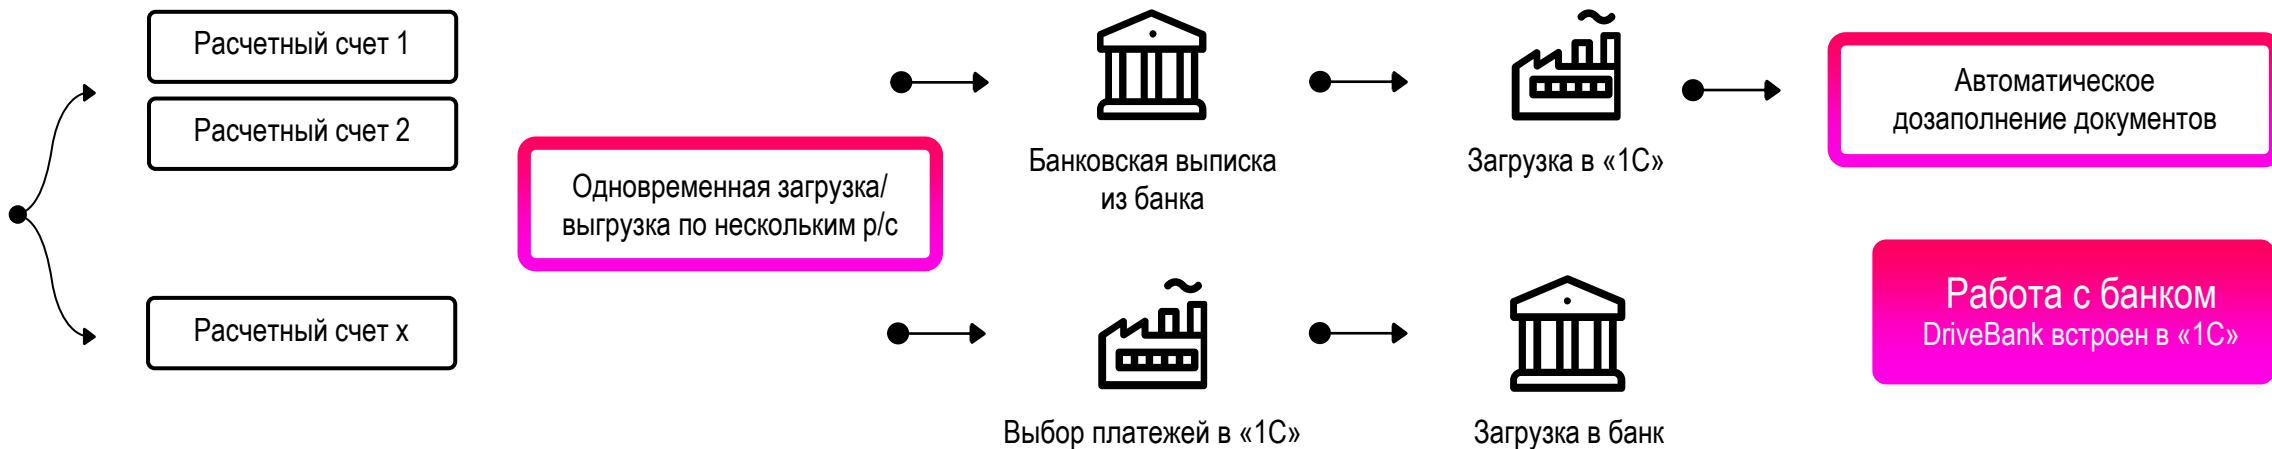 Расчетный счет 1
Расчетный счет 2
Расчетный счет x
Одновременная загрузка/
выгрузка по нескольким р/с
Банковская выписка
из банка
Загрузка в «1С»
Автоматическое
дозаполнение документов
Выбор платежей в «1С»
Загрузка в банк
Работа с банком
DriveBank встроен в «1С»